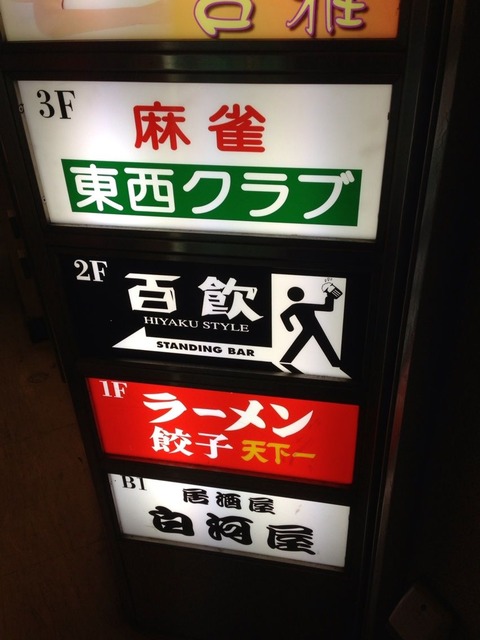 3F
麻雀
東西クラブ
2F
百飲
HIYAKU STYLE
STANDING BAR
1F
ラーメン
餃子 天下一
B1
居酒屋
白河屋